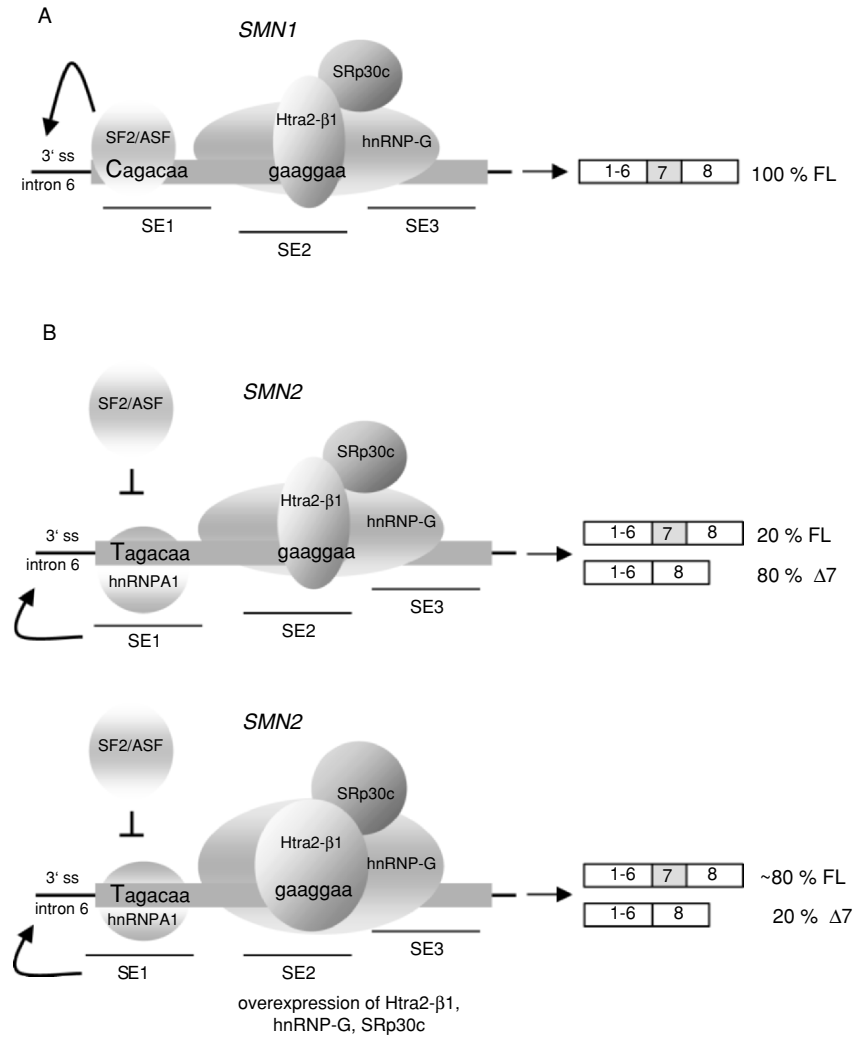 A
SMN1
SRp30c
Htra2-β1
SF2/ASF
hnRNP-G
3' ss
Cagacaa
gaaggaa
intron 6
1-6 7 8
100 % FL
SE1
SE2
SE3
B
SMN2
SF2/ASF
SRp30c
Htra2-β1
hnRNP-G
3' ss
Tagacaa
gaaggaa
intron 6
hnRNPA1
1-6 7 8
20 % FL
1-6 8
80 % Δ7
SE1
SE2
SE3
SMN2
SF2/ASF
SRp30c
Htra2-β1
hnRNP-G
3' ss
Tagacaa
gaaggaa
intron 6
hnRNPA1
1-6 7 8
~80 % FL
1-6 8
20 % Δ7
SE1
SE2
SE3
overexpression of Htra2-β1,
hnRNP-G, SRp30c